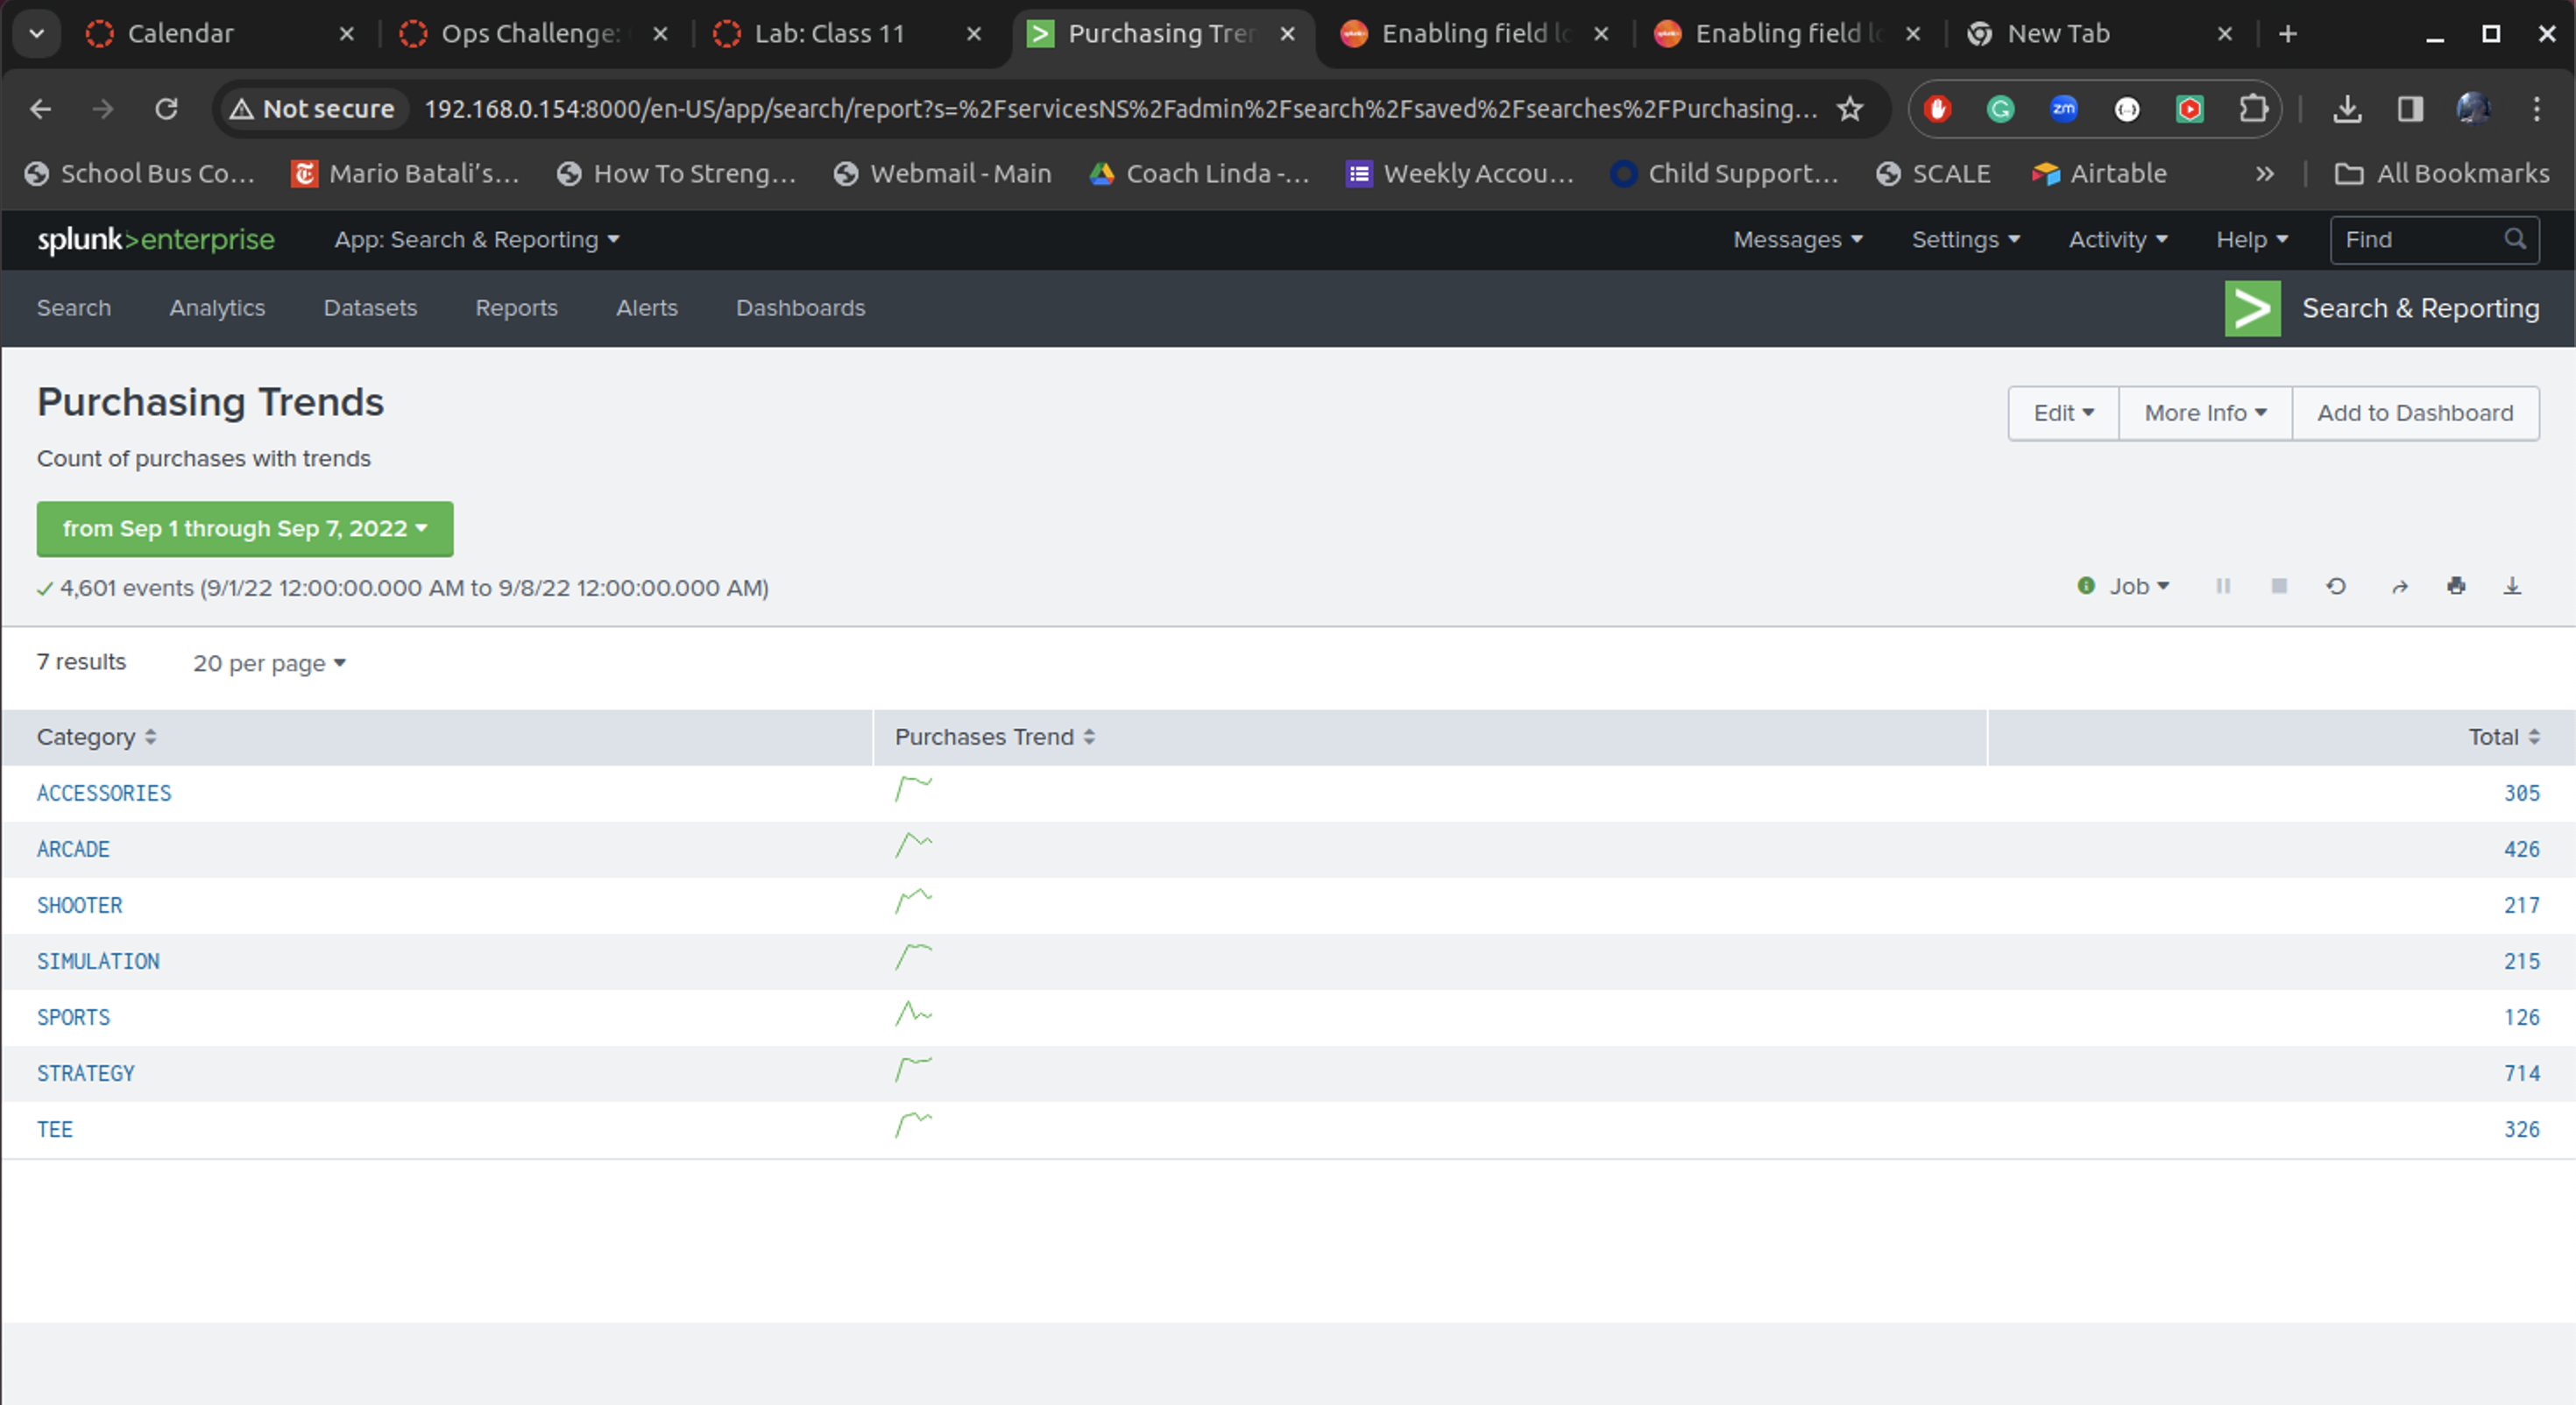 Calendar Ops Challenge: Lab: Class 11 Purchasing Tren Enabling field lo Enabling field lo New Tab
Not secure 192.168.0.154:8000/en-US/app/search/report?s=%2FservicesNS%2Fadmin%2Fsearch%2Fsaved%2Fsearches%2FPurchasing... zm
School Bus Co... Mario Batali's... How To Streng... Webmail - Main Coach Linda -... Weekly Accou... Child Support... SCALE Airtable » All Bookmarks
splunk>enterprise App: Search & Reporting Messages Settings Activity Help Find
Search Analytics Datasets Reports Alerts Dashboards > Search & Reporting
Purchasing Trends
Edit More Info Add to Dashboard
Count of purchases with trends
from Sep 1 through Sep 7, 2022
4,601 events (9/1/22 12:00:00.000 AM to 9/8/22 12:00:00.000 AM) Job
7 results 20 per page
Category Purchases Trend Total
ACCESSORIES 305
ARCADE 426
SHOOTER 217
SIMULATION 215
SPORTS 126
STRATEGY 714
TEE 326